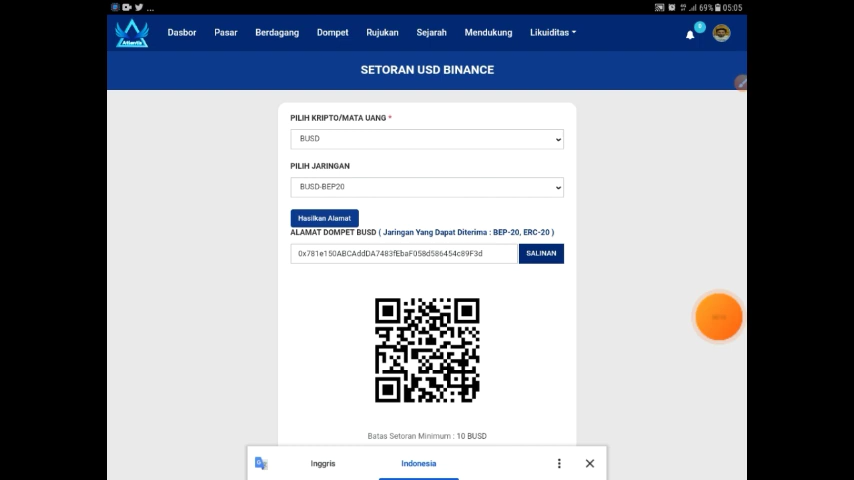 ... 69% 05:05
Atlantis
Dasbor Pasar Berdagang Dompet Rujukan Sejarah Mendukung Likuiditas
SETORAN USD BINANCE
PILIH KRIPTO/MATA UANG *
BUSD
PILIH JARINGAN
BUSD-BEP20
Hasilkan Alamat
ALAMAT DOMPET BUSD ( Jaringan Yang Dapat Diterima : BEP-20, ERC-20 )
0x781e150ABCAddDA7483fEbaF058d586454c89F3d SALINAN
Batas Setoran Minimum : 10 BUSD
Inggris Indonesia